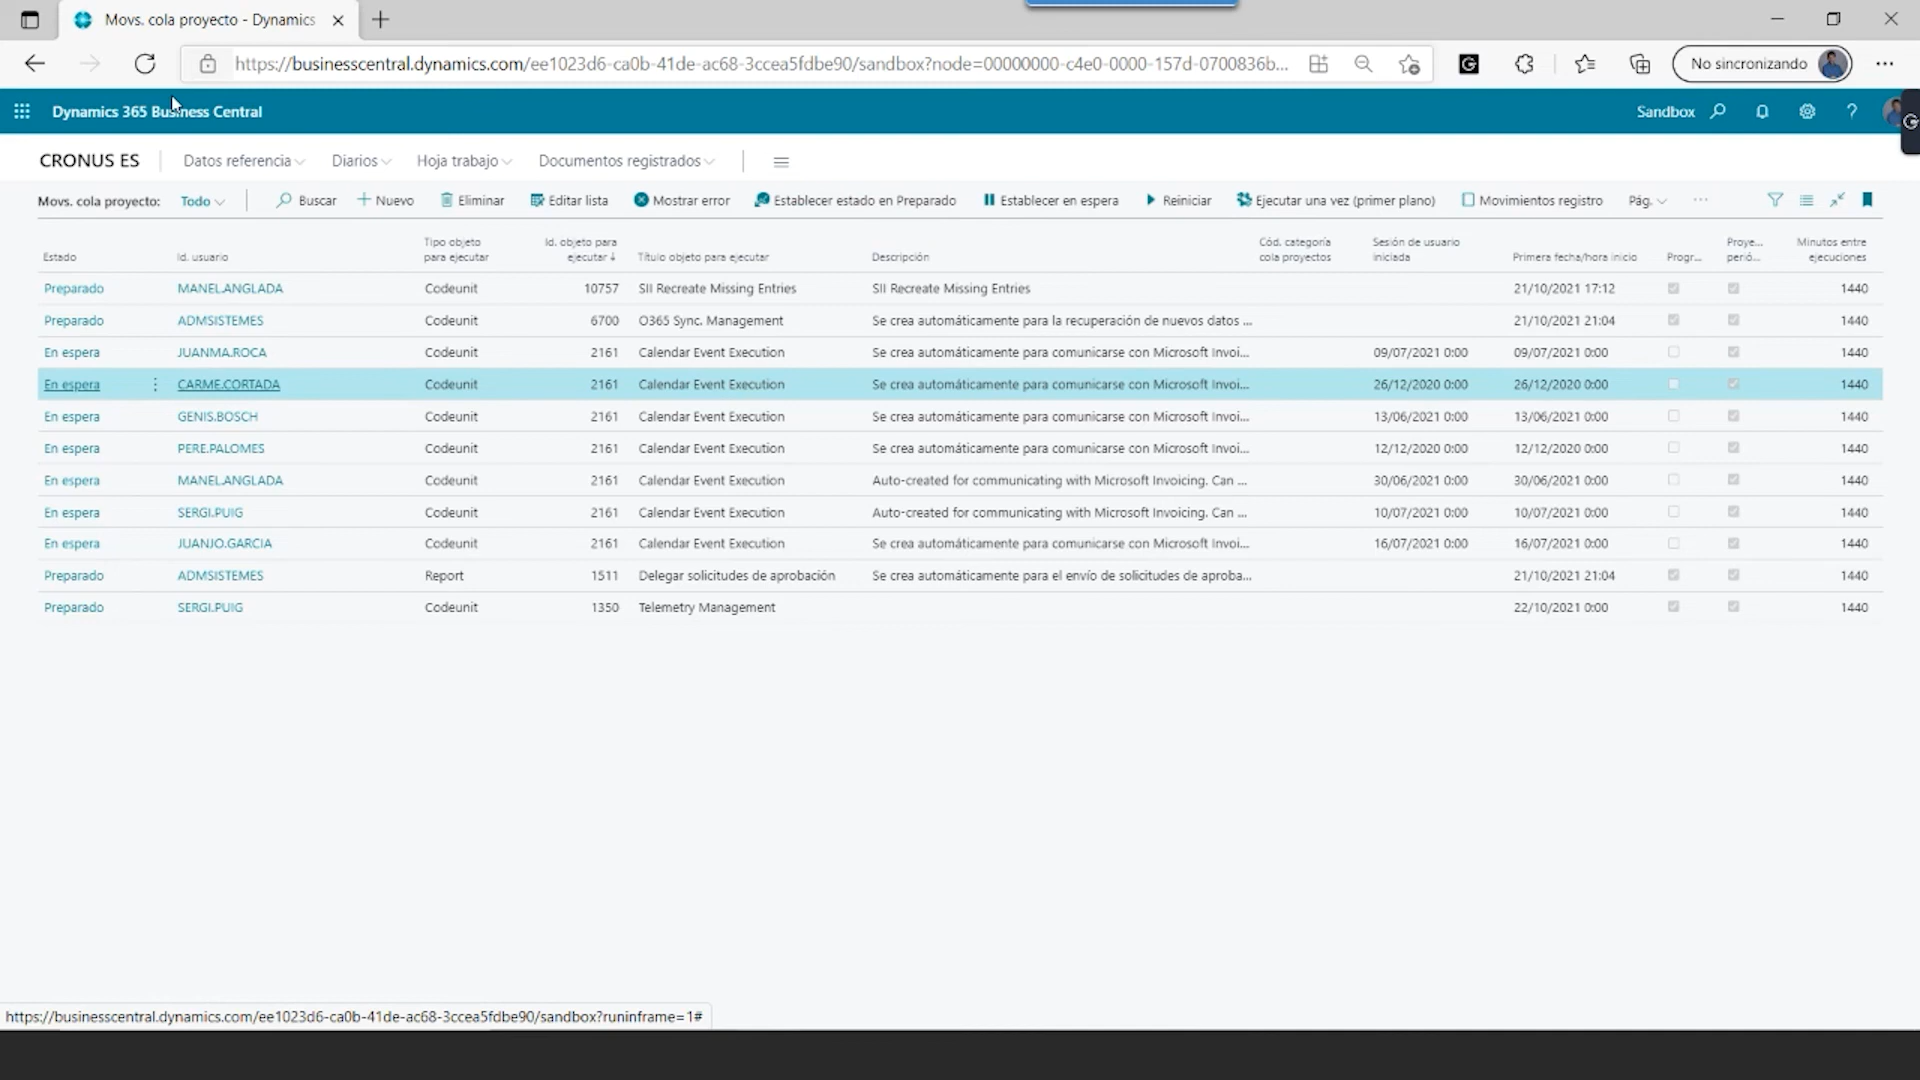 Movs. cola proyecto - Dynamics
https://businesscentral.dynamics.com/ee1023d6-ca0b-41de-ac68-3ccea5fdbe90/sandbox?node=00000000-c4e0-0000-157d-0700836b...
No sincronizando
Dynamics 365 Business Central
Sandbox
CRONUS ES
Datos referencia
Diarios
Hoja trabajo
Documentos registrados
Movs. cola proyecto: Todo
Buscar
Nuevo
Eliminar
Editar lista
Mostrar error
Establecer estado en Preparado
Establecer en espera
Reiniciar
Ejecutar una vez (primer plano)
Movimientos registro
Pág.
Estado
Id. usuario
Tipo objeto para ejecutar
Id. objeto para ejecutar ↓
Título objeto para ejecutar
Descripción
Cód. categoría cola proyectos
Sesión de usuario iniciada
Primera fecha/hora inicio
Progr...
Proye... perió...
Minutos entre ejecuciones
Preparado MANEL.ANGLADA Codeunit 10757 SII Recreate Missing Entries SII Recreate Missing Entries 21/10/2021 17:12 1440
Preparado ADMSISTEMES Codeunit 6700 O365 Sync. Management Se crea automáticamente para la recuperación de nuevos datos ... 21/10/2021 21:04 1440
En espera JUANMA.ROCA Codeunit 2161 Calendar Event Execution Se crea automáticamente para comunicarse con Microsoft Invoi... 09/07/2021 0:00 09/07/2021 0:00 1440
En espera CARME.CORTADA Codeunit 2161 Calendar Event Execution Se crea automáticamente para comunicarse con Microsoft Invoi... 26/12/2020 0:00 26/12/2020 0:00 1440
En espera GENIS.BOSCH Codeunit 2161 Calendar Event Execution Se crea automáticamente para comunicarse con Microsoft Invoi... 13/06/2021 0:00 13/06/2021 0:00 1440
En espera PERE.PALOMES Codeunit 2161 Calendar Event Execution Se crea automáticamente para comunicarse con Microsoft Invoi... 12/12/2020 0:00 12/12/2020 0:00 1440
En espera MANEL.ANGLADA Codeunit 2161 Calendar Event Execution Auto-created for communicating with Microsoft Invoicing. Can ... 30/06/2021 0:00 30/06/2021 0:00 1440
En espera SERGI.PUIG Codeunit 2161 Calendar Event Execution Auto-created for communicating with Microsoft Invoicing. Can ... 10/07/2021 0:00 10/07/2021 0:00 1440
En espera JUANJO.GARCIA Codeunit 2161 Calendar Event Execution Se crea automáticamente para comunicarse con Microsoft Invoi... 16/07/2021 0:00 16/07/2021 0:00 1440
Preparado ADMSISTEMES Report 1511 Delegar solicitudes de aprobación Se crea automáticamente para el envío de solicitudes de aproba... 21/10/2021 21:04 1440
Preparado SERGI.PUIG Codeunit 1350 Telemetry Management 22/10/2021 0:00 1440
https://businesscentral.dynamics.com/ee1023d6-ca0b-41de-ac68-3ccea5fdbe90/sandbox?runinframe=1#